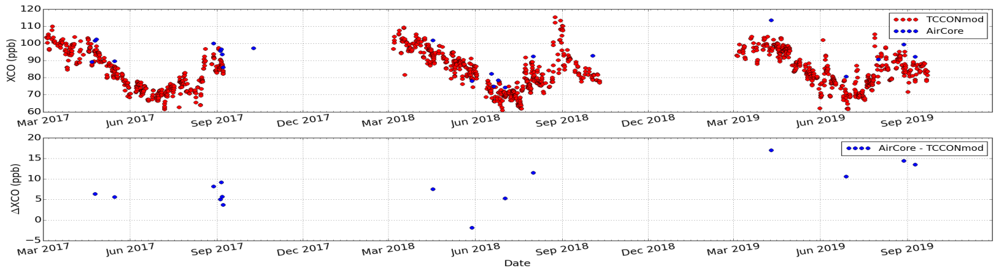 120
110
100
90
80
70
60
XCO (ppb)
TCCONmod
AirCore
Mar 2017
Jun 2017
Sep 2017
Dec 2017
Mar 2018
Jun 2018
Sep 2018
Dec 2018
Mar 2019
Jun 2019
Sep 2019
20
15
10
5
0
−5
ΔXCO (ppb)
AirCore - TCCONmod
Mar 2017
Jun 2017
Sep 2017
Dec 2017
Mar 2018
Jun 2018
Sep 2018
Dec 2018
Mar 2019
Jun 2019
Sep 2019
Date